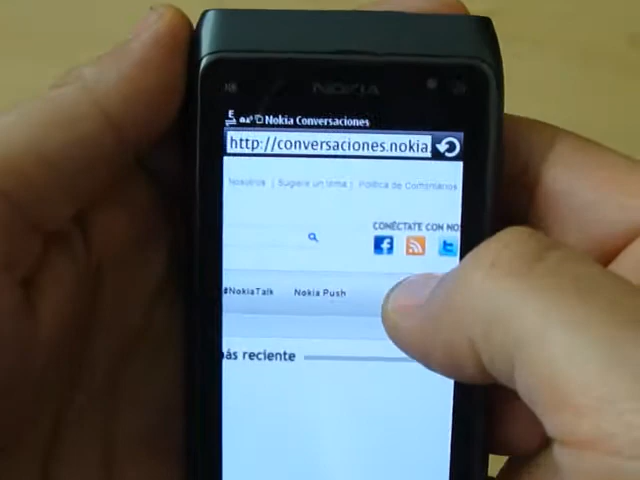 NOKIA
E
Nokia Conversaciones
http://conversaciones.nokia.
Nosotros | Sugiere un tema | Política de Comentarios
CONÉCTATE CON NO
f
#NokiaTalk Nokia Push
más reciente